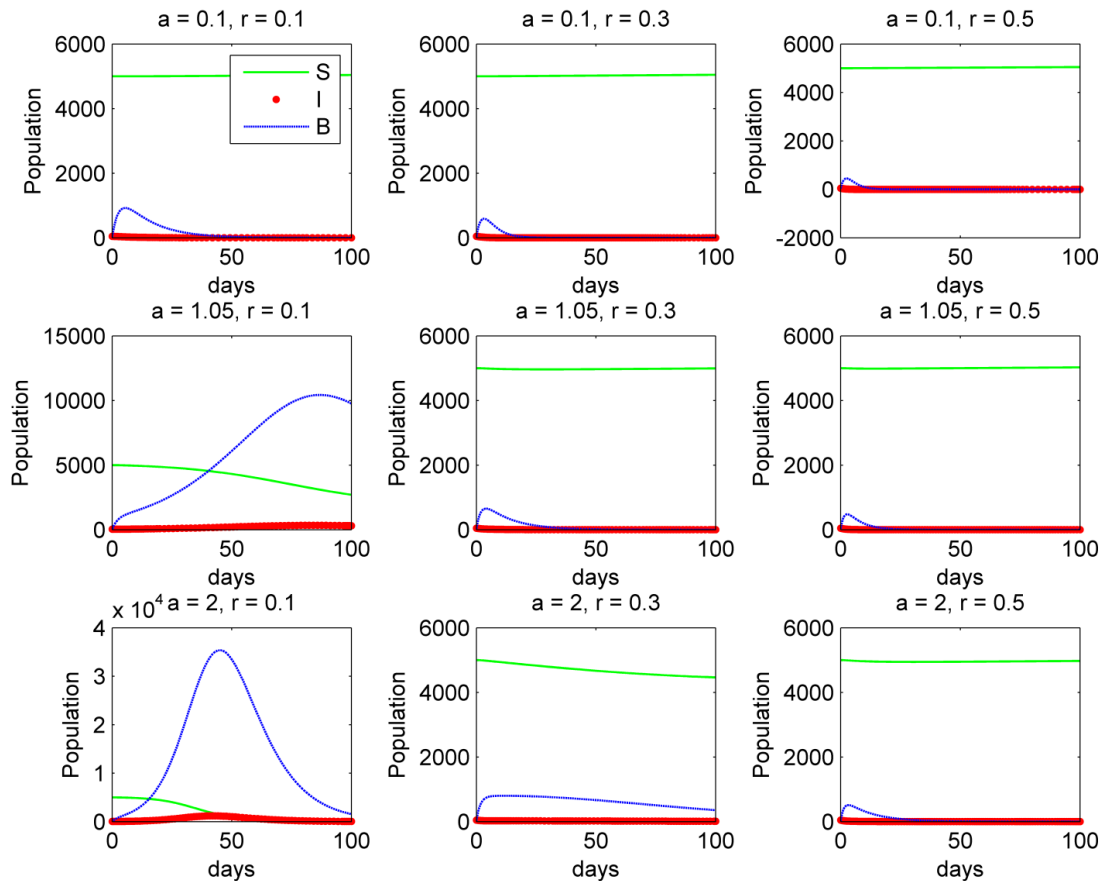 a = 0.1, r = 0.1
6000
4000
2000
0
Population
0 50 100
days
S
I
B
a = 0.1, r = 0.3
6000
4000
2000
0
Population
0 50 100
days
a = 0.1, r = 0.5
6000
4000
2000
0
-2000
Population
0 50 100
days
a = 1.05, r = 0.1
15000
10000
5000
0
Population
0 50 100
days
a = 1.05, r = 0.3
6000
4000
2000
0
Population
0 50 100
days
a = 1.05, r = 0.5
6000
4000
2000
0
Population
0 50 100
days
x 10^4
a = 2, r = 0.1
4
3
2
1
0
Population
0 50 100
days
a = 2, r = 0.3
6000
4000
2000
0
Population
0 50 100
days
a = 2, r = 0.5
6000
4000
2000
0
Population
0 50 100
days